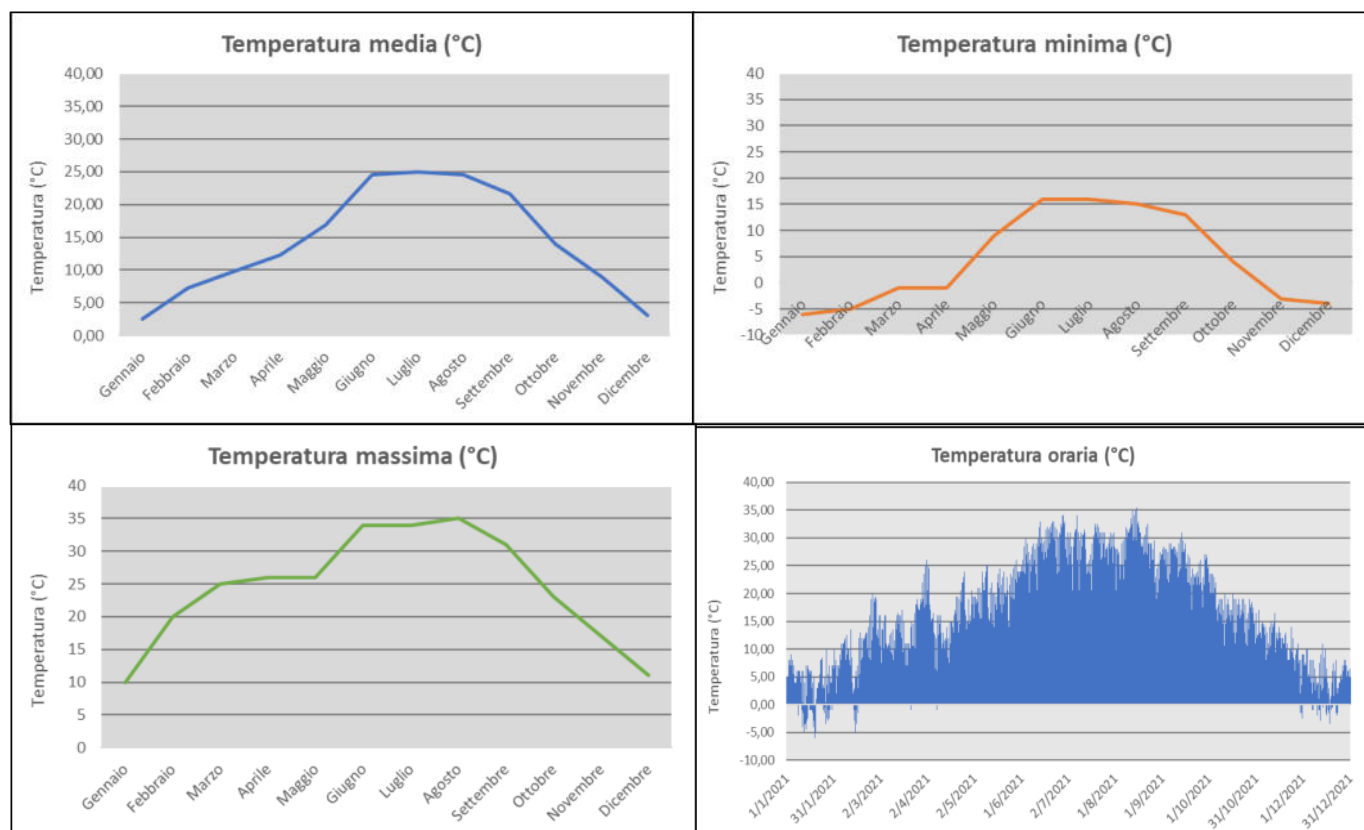 Temperatura media (°C)
40,00
35,00
30,00
25,00
20,00
15,00
10,00
5,00
0,00
Temperatura (°C)
Gennaio
Febbraio
Marzo
Aprile
Maggio
Giugno
Luglio
Agosto
Settembre
Ottobre
Novembre
Dicembre
Temperatura minima (°C)
40
35
30
25
20
15
10
5
0
-5
-10
Temperatura (°C)
Gennaio
Febbraio
Marzo
Aprile
Maggio
Giugno
Luglio
Agosto
Settembre
Ottobre
Novembre
Dicembre
Temperatura massima (°C)
40
35
30
25
20
15
10
5
0
Temperatura (°C)
Gennaio
Febbraio
Marzo
Aprile
Maggio
Giugno
Luglio
Agosto
Settembre
Ottobre
Novembre
Dicembre
Temperatura oraria (°C)
40,00
35,00
30,00
25,00
20,00
15,00
10,00
5,00
0,00
-5,00
-10,00
Temperatura (°C)
1/1/2021
31/1/2021
2/3/2021
2/4/2021
2/5/2021
1/6/2021
2/7/2021
1/8/2021
1/9/2021
1/10/2021
31/10/2021
1/12/2021
31/12/2021